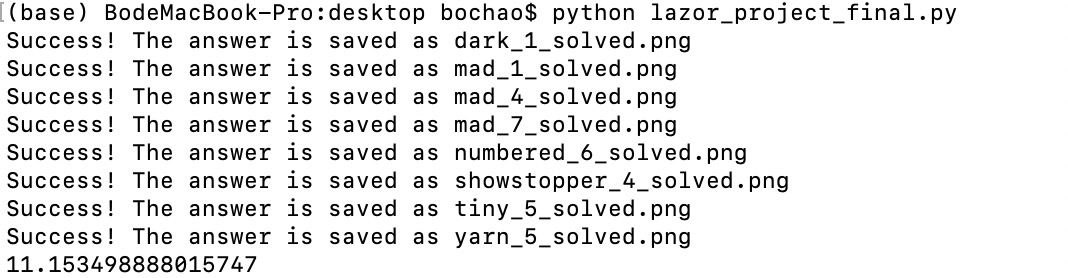 (base) BodeMacBook-Pro:desktop bochao$ python lazor_project_final.py
Success! The answer is saved as dark_1_solved.png
Success! The answer is saved as mad_1_solved.png
Success! The answer is saved as mad_4_solved.png
Success! The answer is saved as mad_7_solved.png
Success! The answer is saved as numbered_6_solved.png
Success! The answer is saved as showstopper_4_solved.png
Success! The answer is saved as tiny_5_solved.png
Success! The answer is saved as yarn_5_solved.png
11.153498888015747